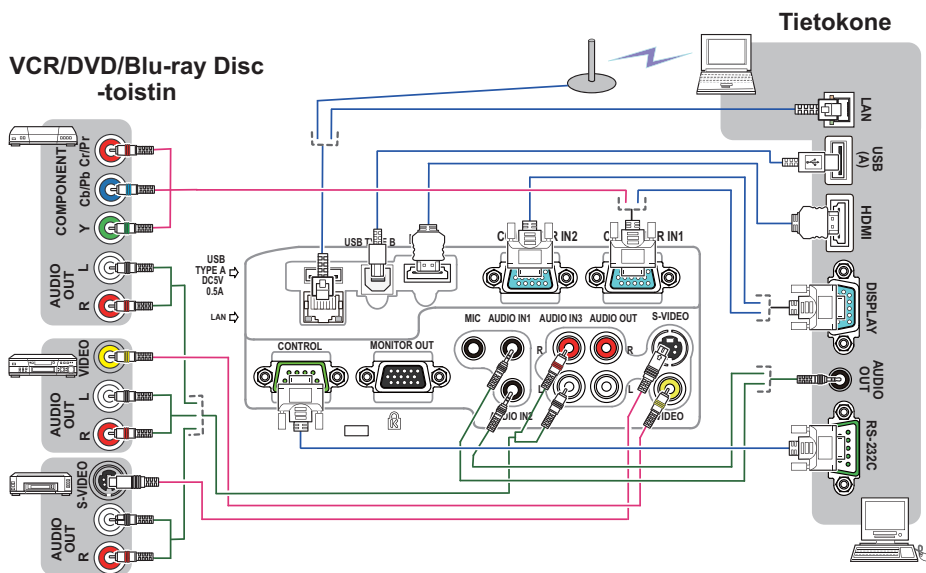 Tietokone
VCR/DVD/Blu-ray Disc
-toistin
COMPONENT
Cr/Pr
Cb/Pb
Y
AUDIO
OUT
L
R
VIDEO
AUDIO
OUT
L
R
S-VIDEO
AUDIO
OUT
R
USB
TYPE A
DC5V
0.5A
LAN
USB TYPE B
IN2
IN1
CONTROL
MONITOR OUT
MIC
AUDIO IN1
AUDIO IN3
AUDIO OUT
S-VIDEO
R
R
L
IN2
LAN
USB
(A)
HDMI
DISPLAY
AUDIO
OUT
RS-232C